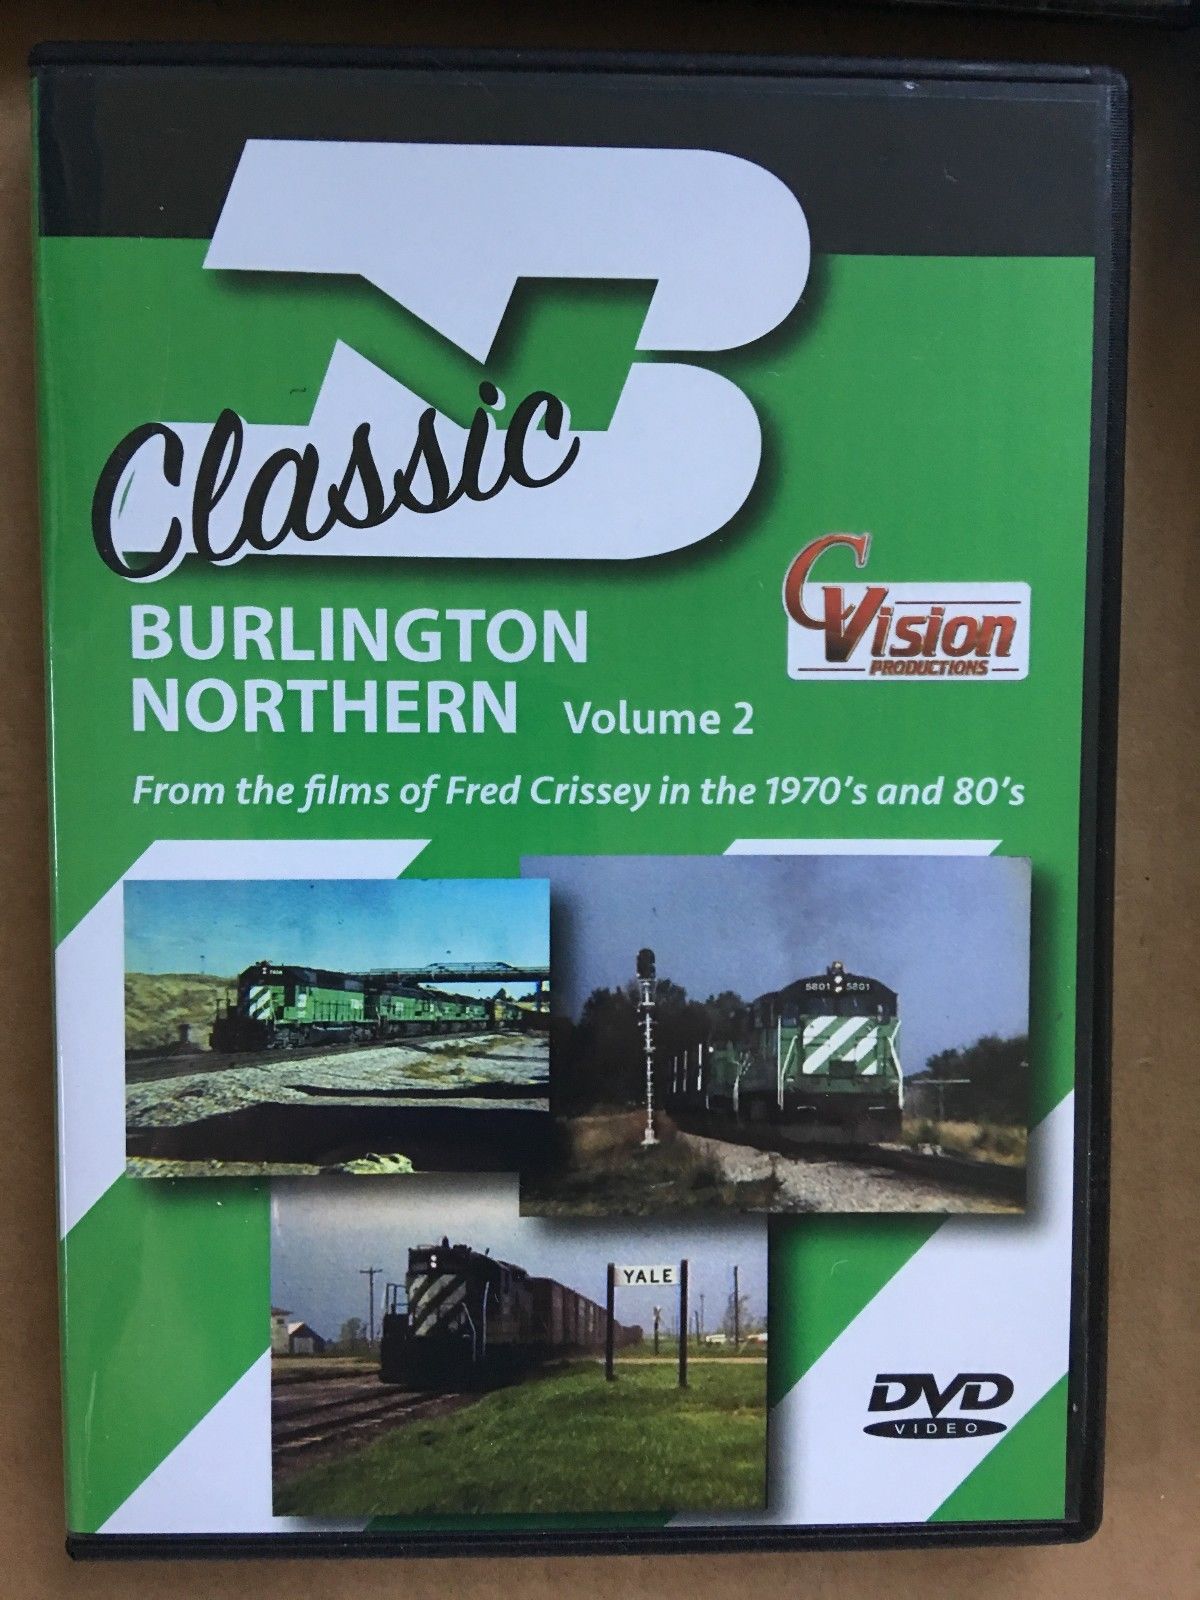 Classic
BURLINGTON
NORTHERN Volume 2
CVision
PRODUCTIONS
From the films of Fred Crissey in the 1970's and 80's
5801 5801
YALE
DVD
VIDEO